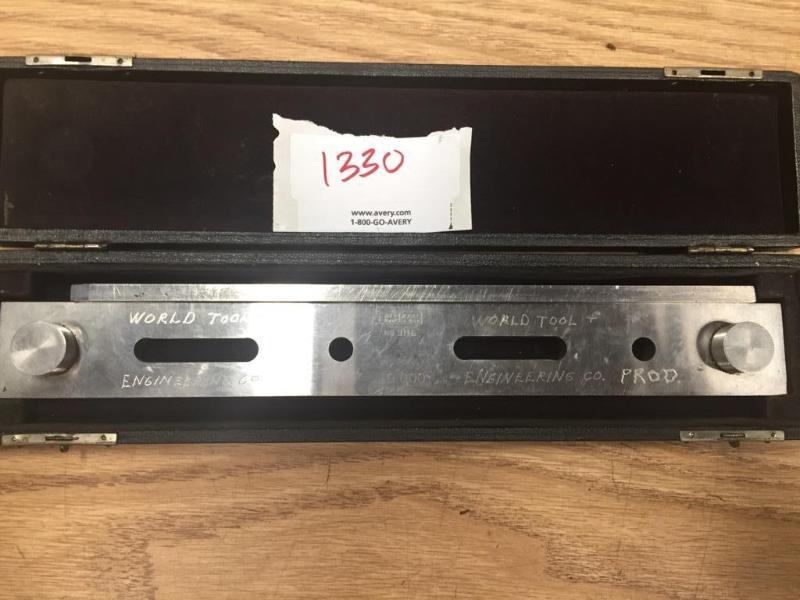 1330
www.avery.com
1-800-GO-AVERY
WORLD TOOL
ENGINEERING CO
WORLD TOOL &
ENGINEERING CO. PROD.